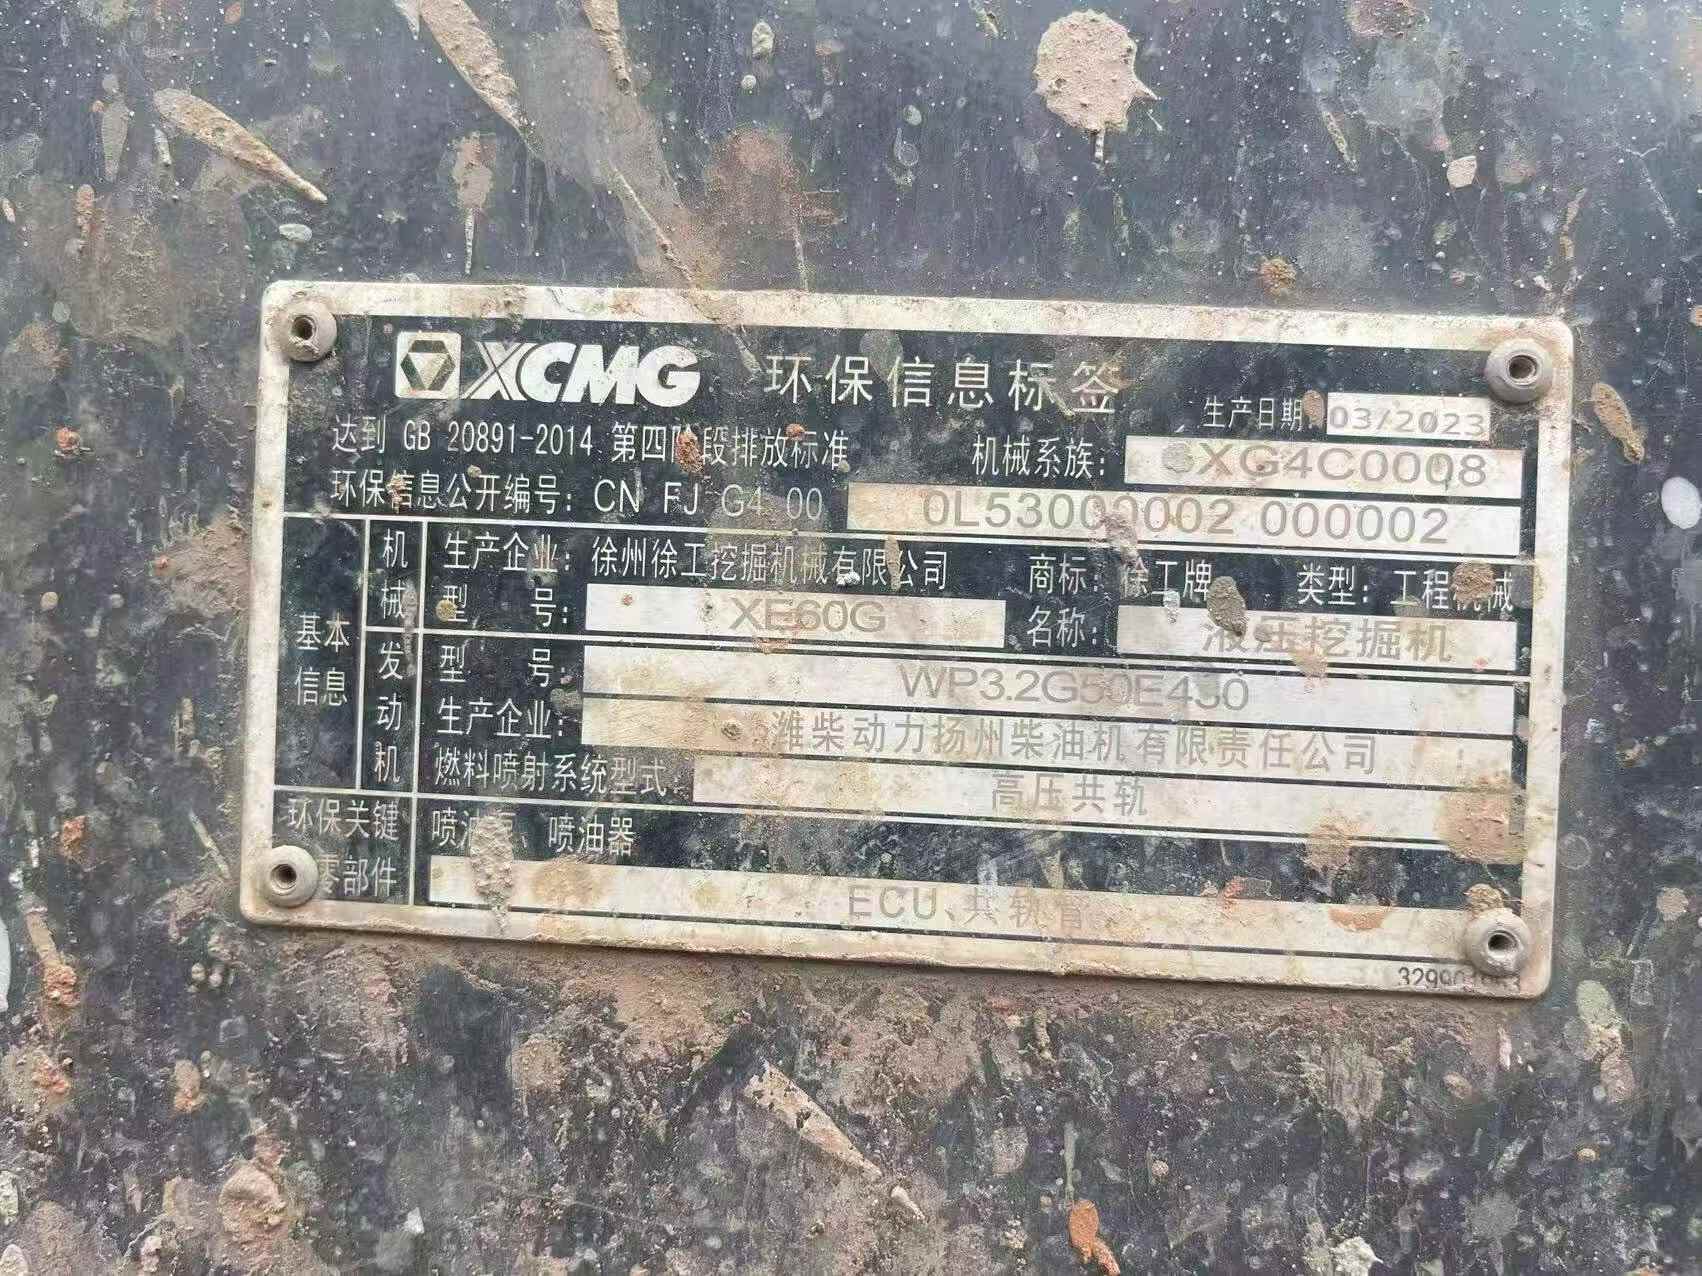 XCMG 环保信息标签
生产日期 03/2023
达到 GB 20891-2014 第四阶段排放标准
机械系族: XG4C0008
环保信息公开编号: CN FJ G4 00 0L53000002 000002
基本信息
机械
生产企业: 徐州徐工挖掘机械有限公司 商标: 徐工牌 类型: 工程机械
型 号: XE60G 名称: 液压挖掘机
发动机
型 号: WP3.2G50E430
生产企业: 潍柴动力扬州柴油机有限责任公司
燃料喷射系统型式: 高压共轨
环保关键零部件
喷油泵 喷油器
ECU、共轨管